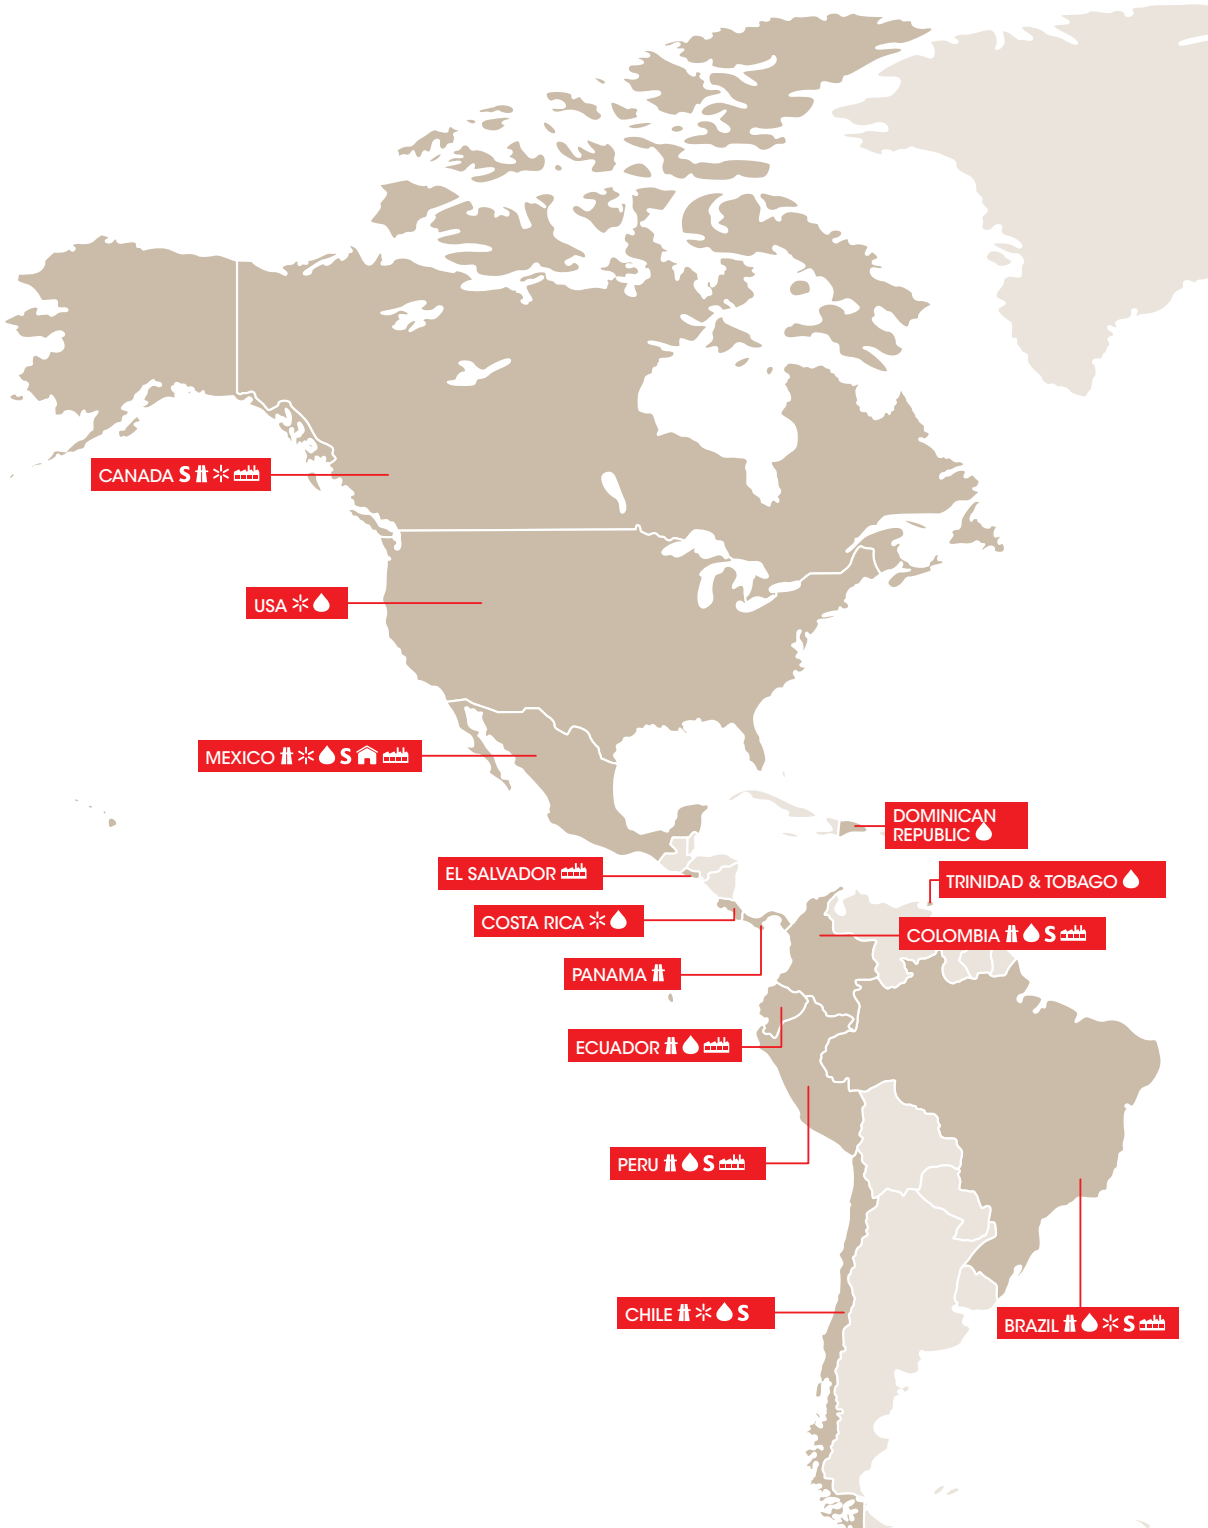 CANADA S
USA
MEXICO S
DOMINICAN
REPUBLIC
EL SALVADOR
TRINIDAD & TOBAGO
COSTA RICA
COLOMBIA S
PANAMA
ECUADOR
PERU S
CHILE S
BRAZIL S